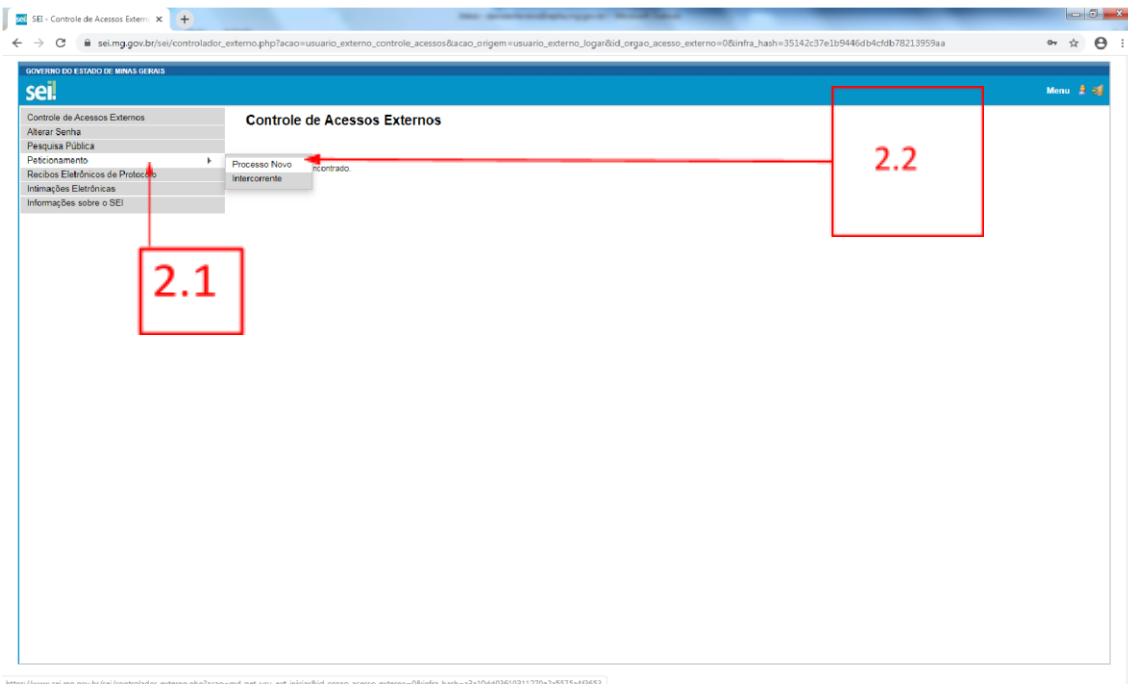 sei SEI - Controle de Acessos Extern
sei.mg.gov.br/sei/controlador_externo.php?acao=usuario_externo_controle_acessos&acao_origem=usuario_externo_logar&id_orgao_acesso_externo=0&infra_hash=35142c37e1b9446db4cfdb78213959aa
GOVERNO DO ESTADO DE MINAS GERAIS
sei!
Menu
Controle de Acessos Externos
Controle de Acessos Externos
Alterar Senha
Pesquisa Pública
Peticionamento
Processo Novo
2.2
Recibos Eletrônicos de Protocolo
ncontrado.
Intercorrente
Intimações Eletrônicas
Informações sobre o SEI
2.1